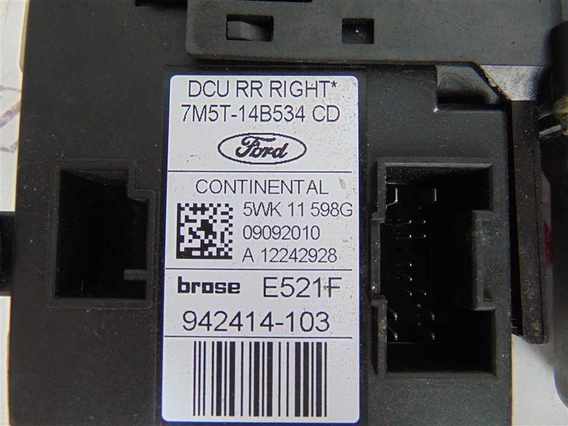 DCU RR RIGHT*
7M5T-14B534 CD
Ford
CONTINENTAL
5WK 11 598G
09092010
A 12242928
brose E521F
942414-103